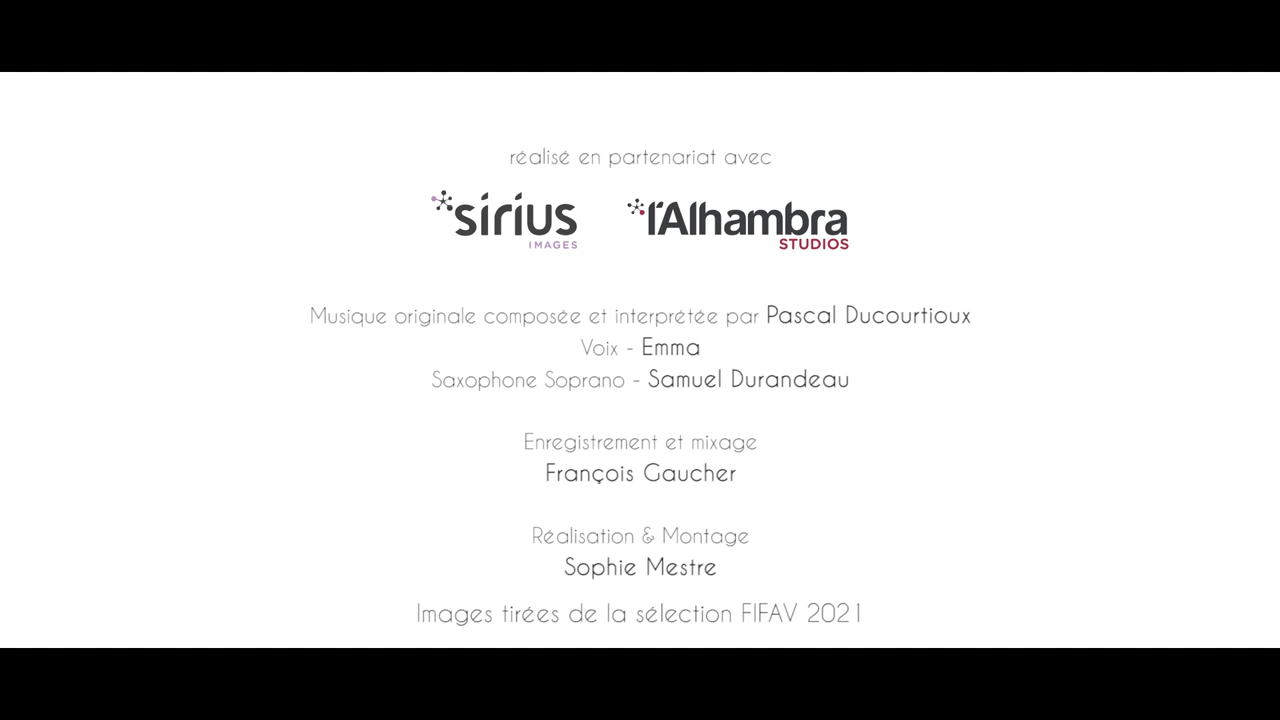 réalisé en partenariat avec
sirius
IMAGES
l'Alhambra
STUDIOS
Musique originale composée et interprétée par Pascal Ducourtioux
Voix - Emma
Saxophone Soprano - Samuel Durandeau
Enregistrement et mixage
François Gaucher
Réalisation & Montage
Sophie Mestre
Images tirées de la sélection FIFAV 2021